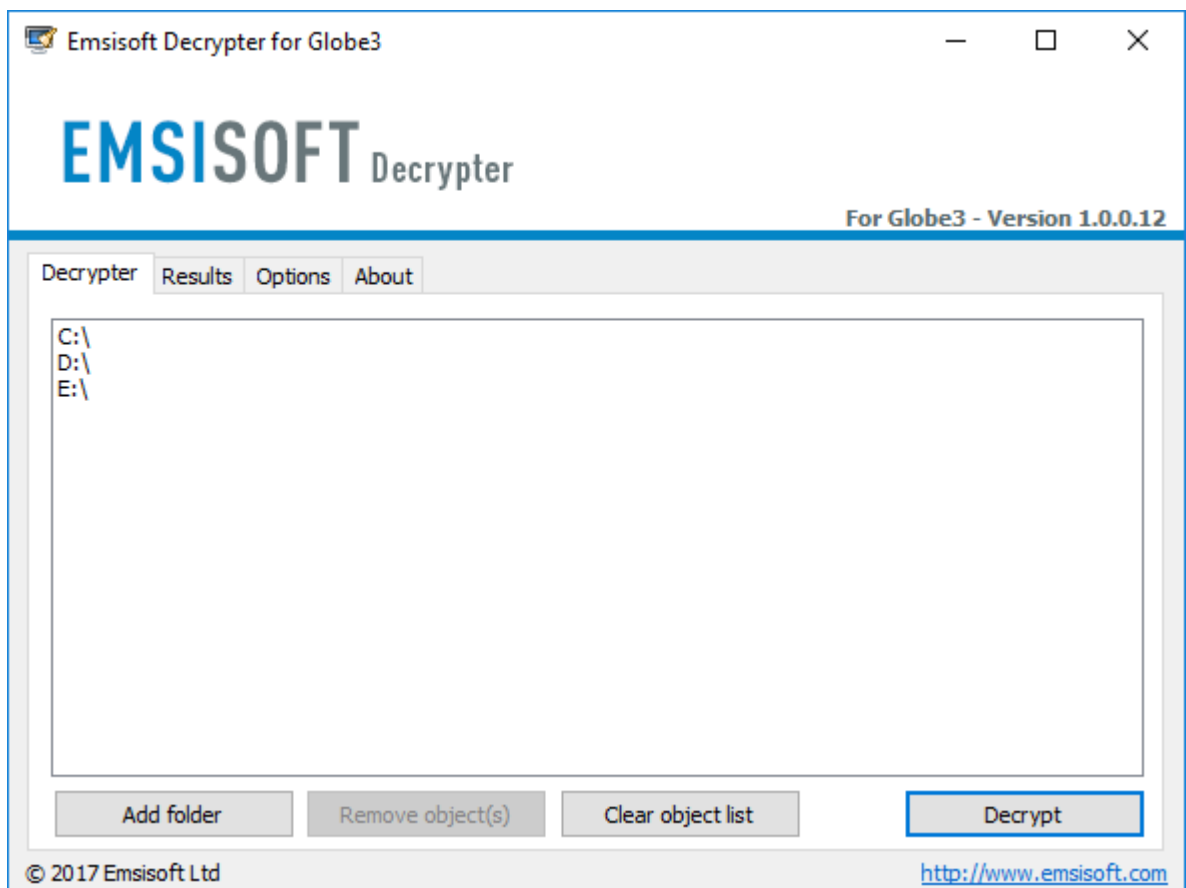 Emsisoft Decrypter for Globe3
EMSISOFT Decrypter
For Globe3 - Version 1.0.0.12
Decrypter Results Options About
C:\
D:\
E:\
Add folder Remove object(s) Clear object list Decrypt
© 2017 Emsisoft Ltd http://www.emsisoft.com